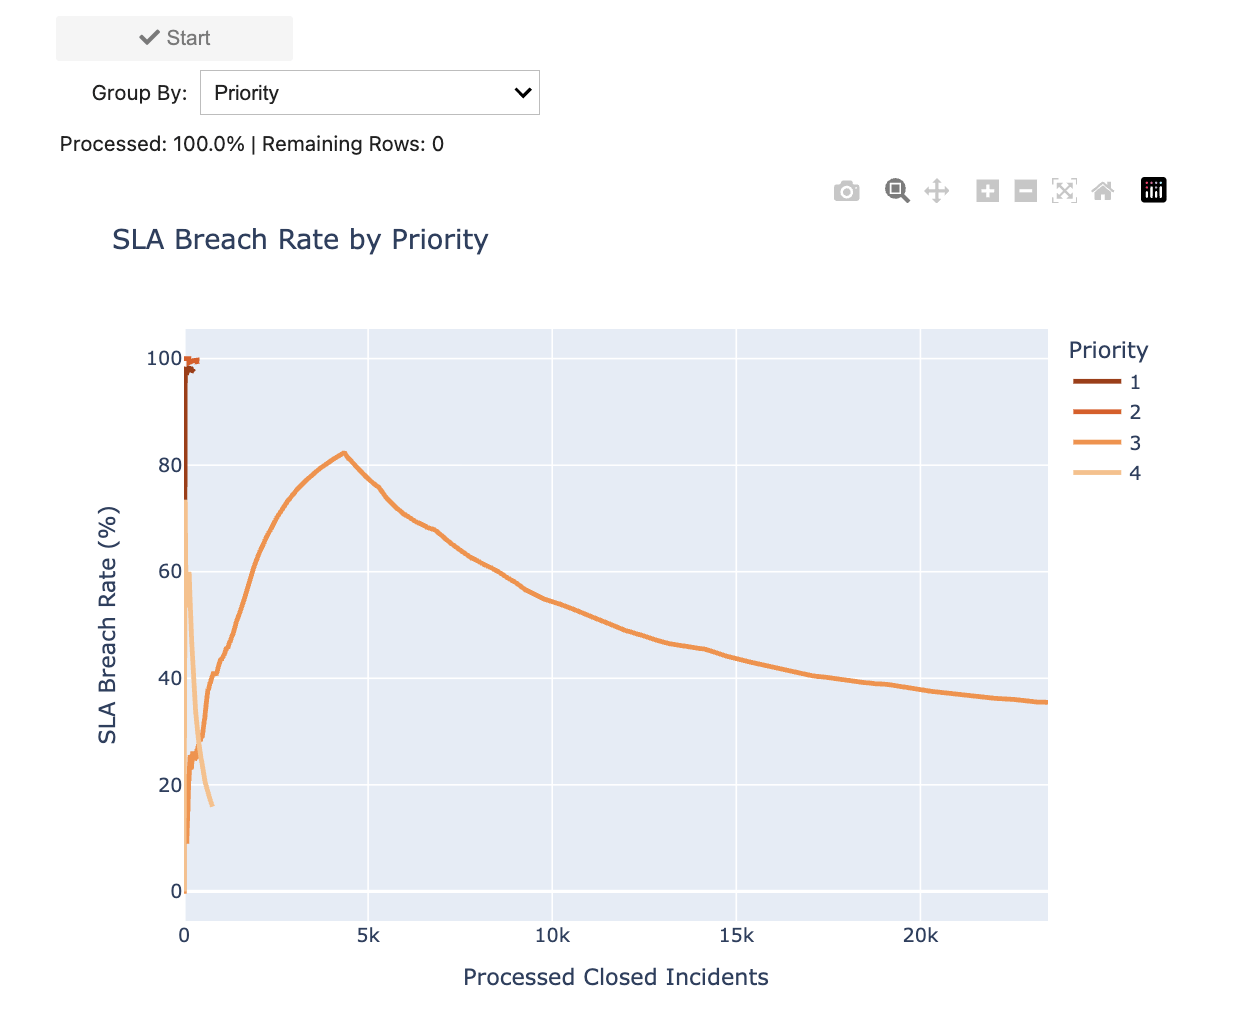 Start
Group By: Priority
Processed: 100.0% | Remaining Rows: 0
SLA Breach Rate by Priority
Priority
1
2
3
4
SLA Breach Rate (%)
100
80
60
40
20
0
0 5k 10k 15k 20k
Processed Closed Incidents